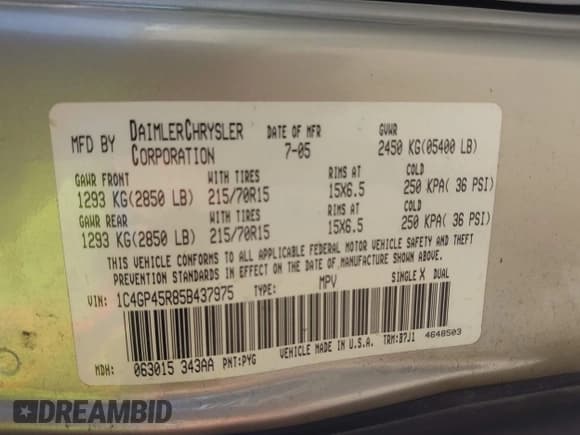 MFD BY DAIMLERCHRYSLER CORPORATION DATE OF MFR 7-05 GVWR 2450 KG(05400 LB)
GAWR FRONT WITH TIRES RIMS AT COLD
1293 KG(2850 LB) 215/70R15 15X6.5 250 KPA( 36 PSI)
GAWR REAR WITH TIRES RIMS AT COLD
1293 KG(2850 LB) 215/70R15 15X6.5 250 KPA( 36 PSI)
THIS VEHICLE CONFORMS TO ALL APPLICABLE FEDERAL MOTOR VEHICLE SAFETY AND THEFT
PREVENTION STANDARDS IN EFFECT ON THE DATE OF MANUFACTURE SHOWN ABOVE.
VIN: 1C4GP45R85B437975 TYPE: MPV SINGLE X DUAL
MDH: 063015 343AA PNT:PYG VEHICLE MADE IN U.S.A. TRM:B7J1 4648503
DREAMBID